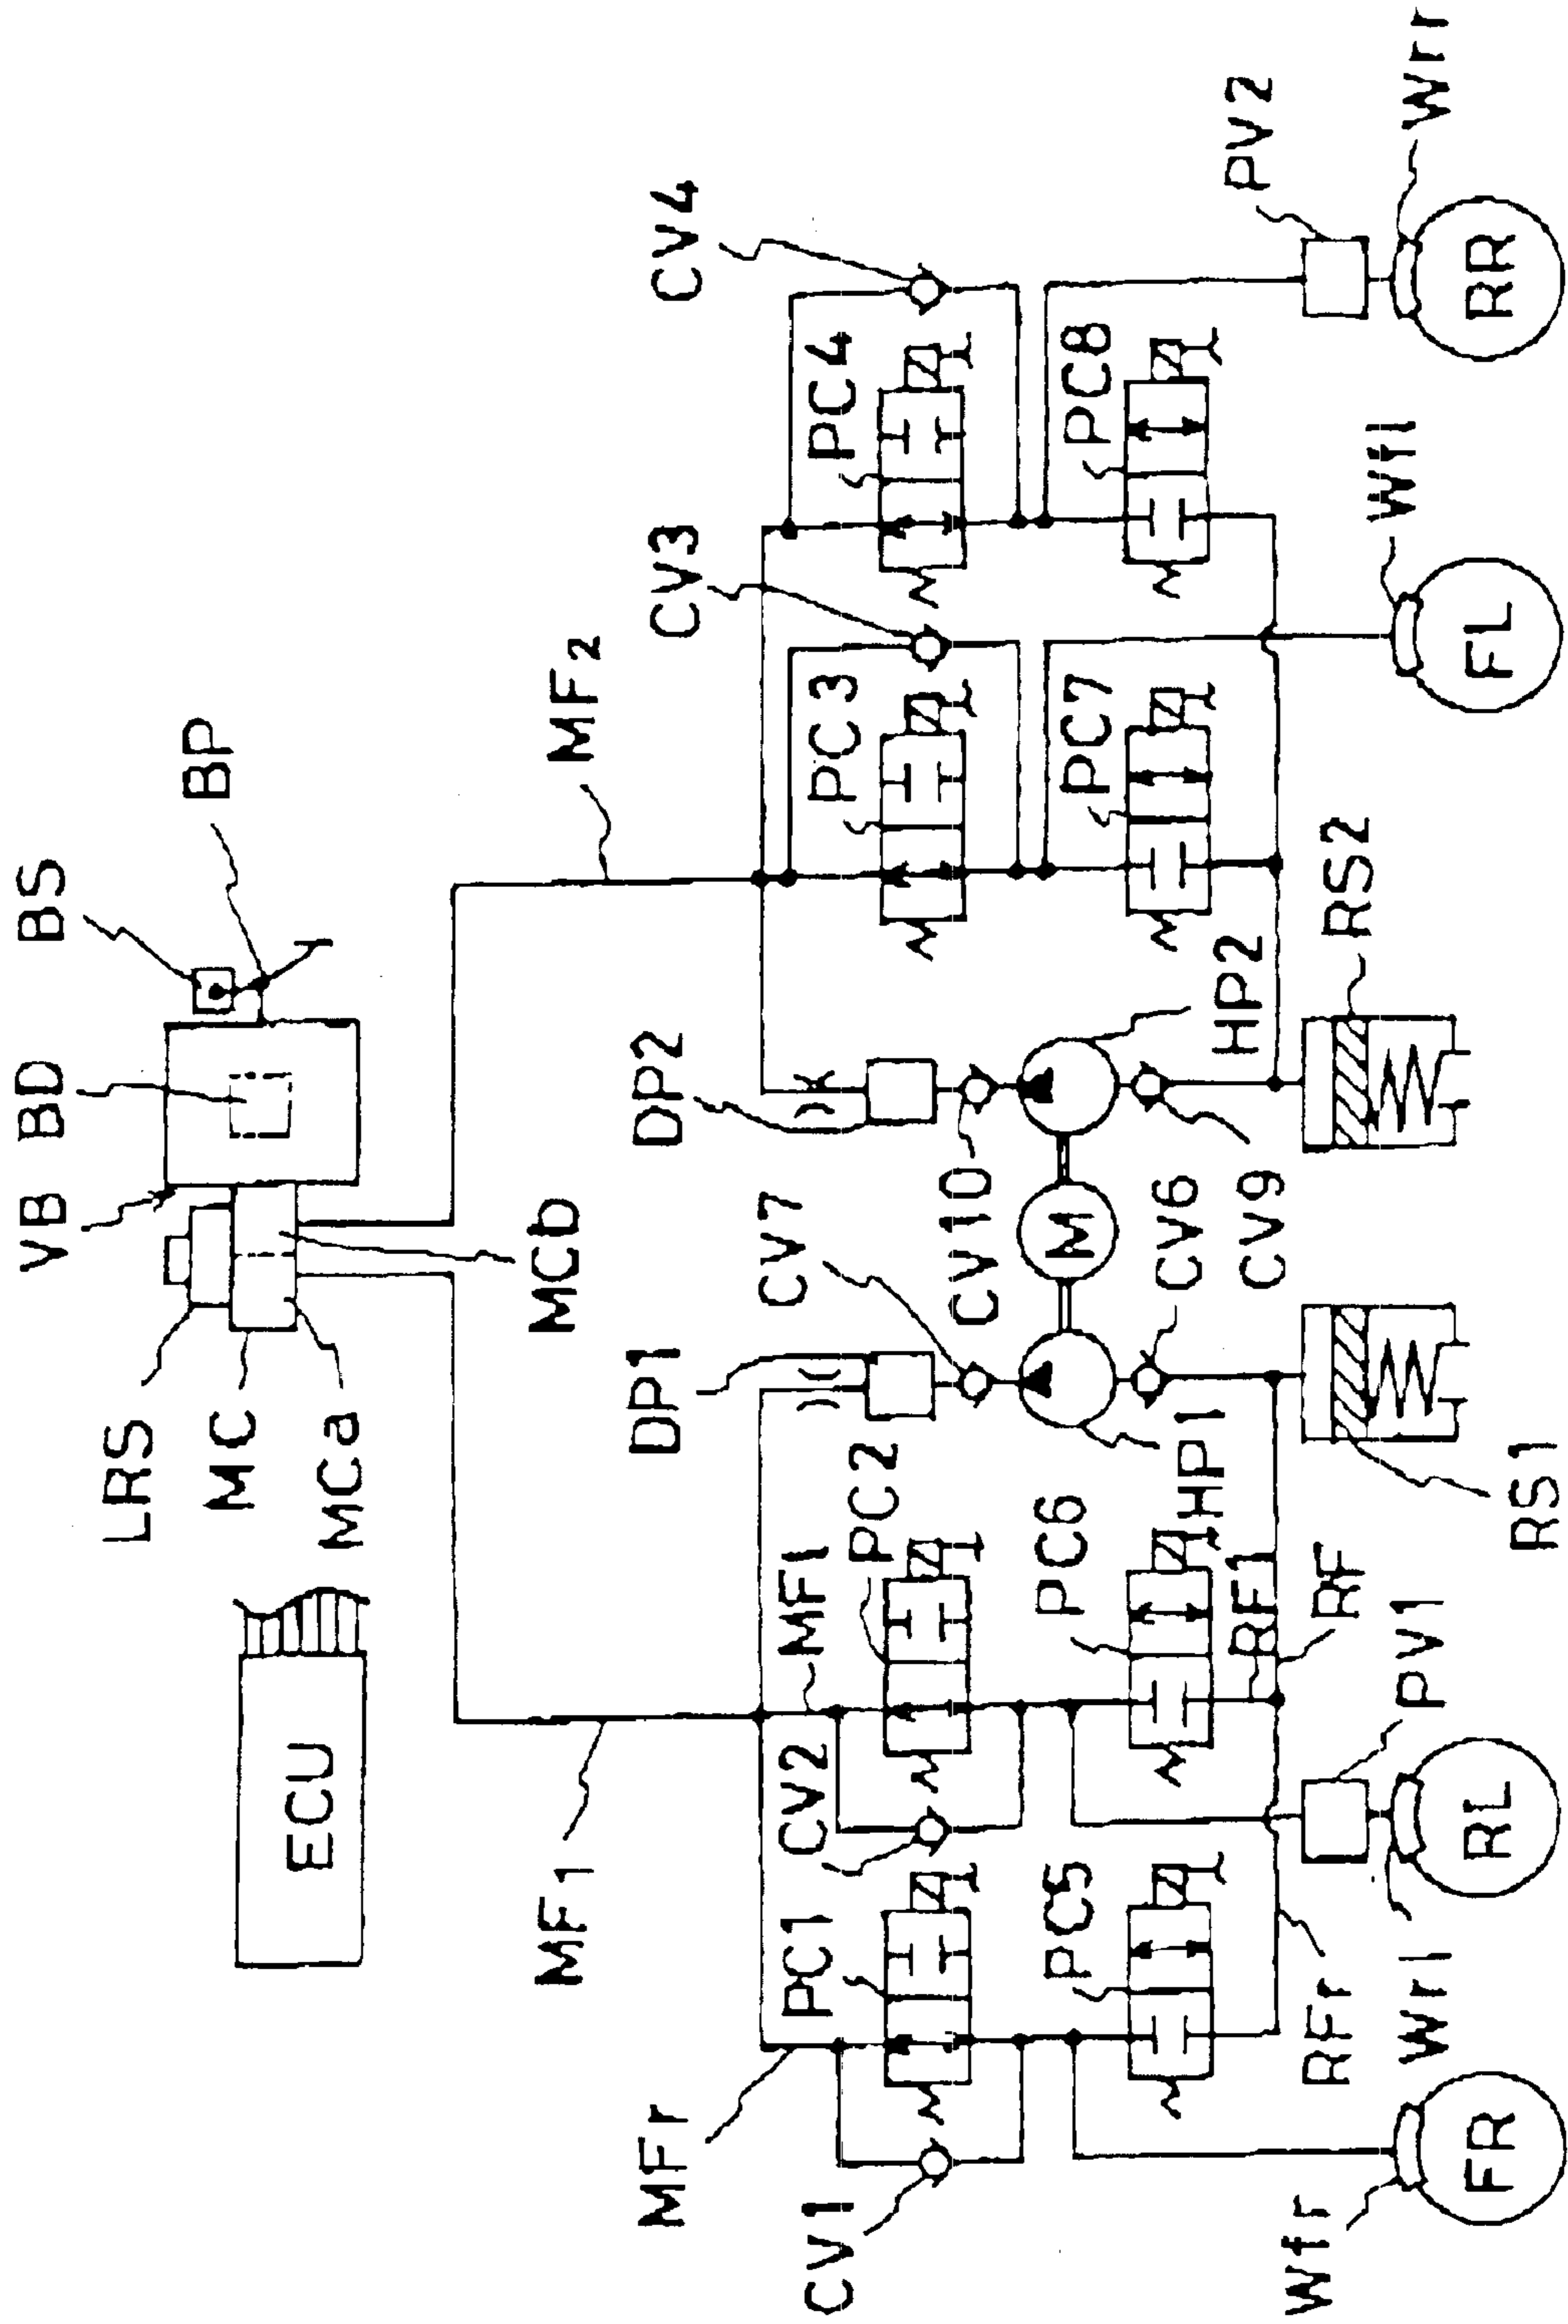 ECU
LRS
MC
MCa
VB
BD
BS
BP
MCb
MF1
MF2
MFr
CV1
PC1
CV2
MFl
PC2
DP1
CV7
DP2
CV10
PC3
CV3
PC4
CV4
PC5
PC6
HP1
M
HP2
PC7
PC8
RFl
RF
RFr
CV6
CV9
RS1
RS2
PV1
PV2
Wfr
FR
Wrl
RL
Wfl
FL
Wrr
RR